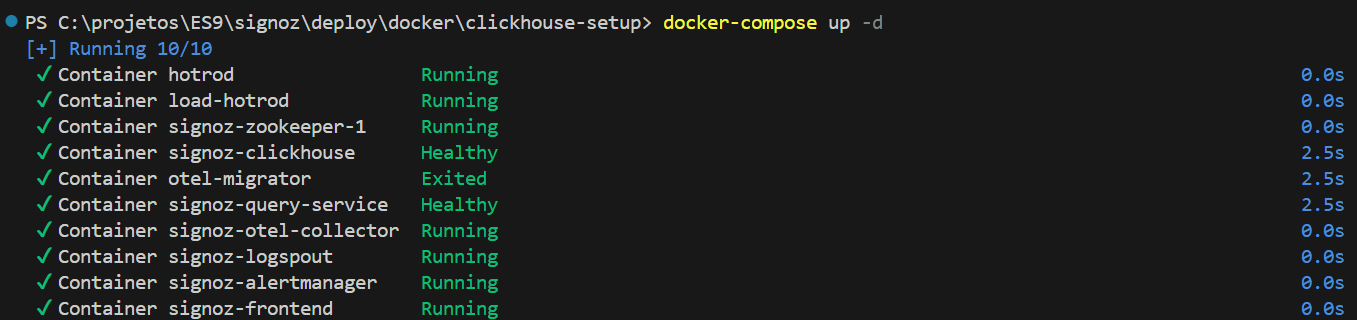 PS C:\projetos\ES9\signoz\deploy\docker\clickhouse-setup> docker-compose up -d
[+] Running 10/10
✓ Container hotrod Running 0.0s
✓ Container load-hotrod Running 0.0s
✓ Container signoz-zookeeper-1 Running 0.0s
✓ Container signoz-clickhouse Healthy 2.5s
✓ Container otel-migrator Exited 2.5s
✓ Container signoz-query-service Healthy 2.5s
✓ Container signoz-otel-collector Running 0.0s
✓ Container signoz-logspout Running 0.0s
✓ Container signoz-alertmanager Running 0.0s
✓ Container signoz-frontend Running 0.0s